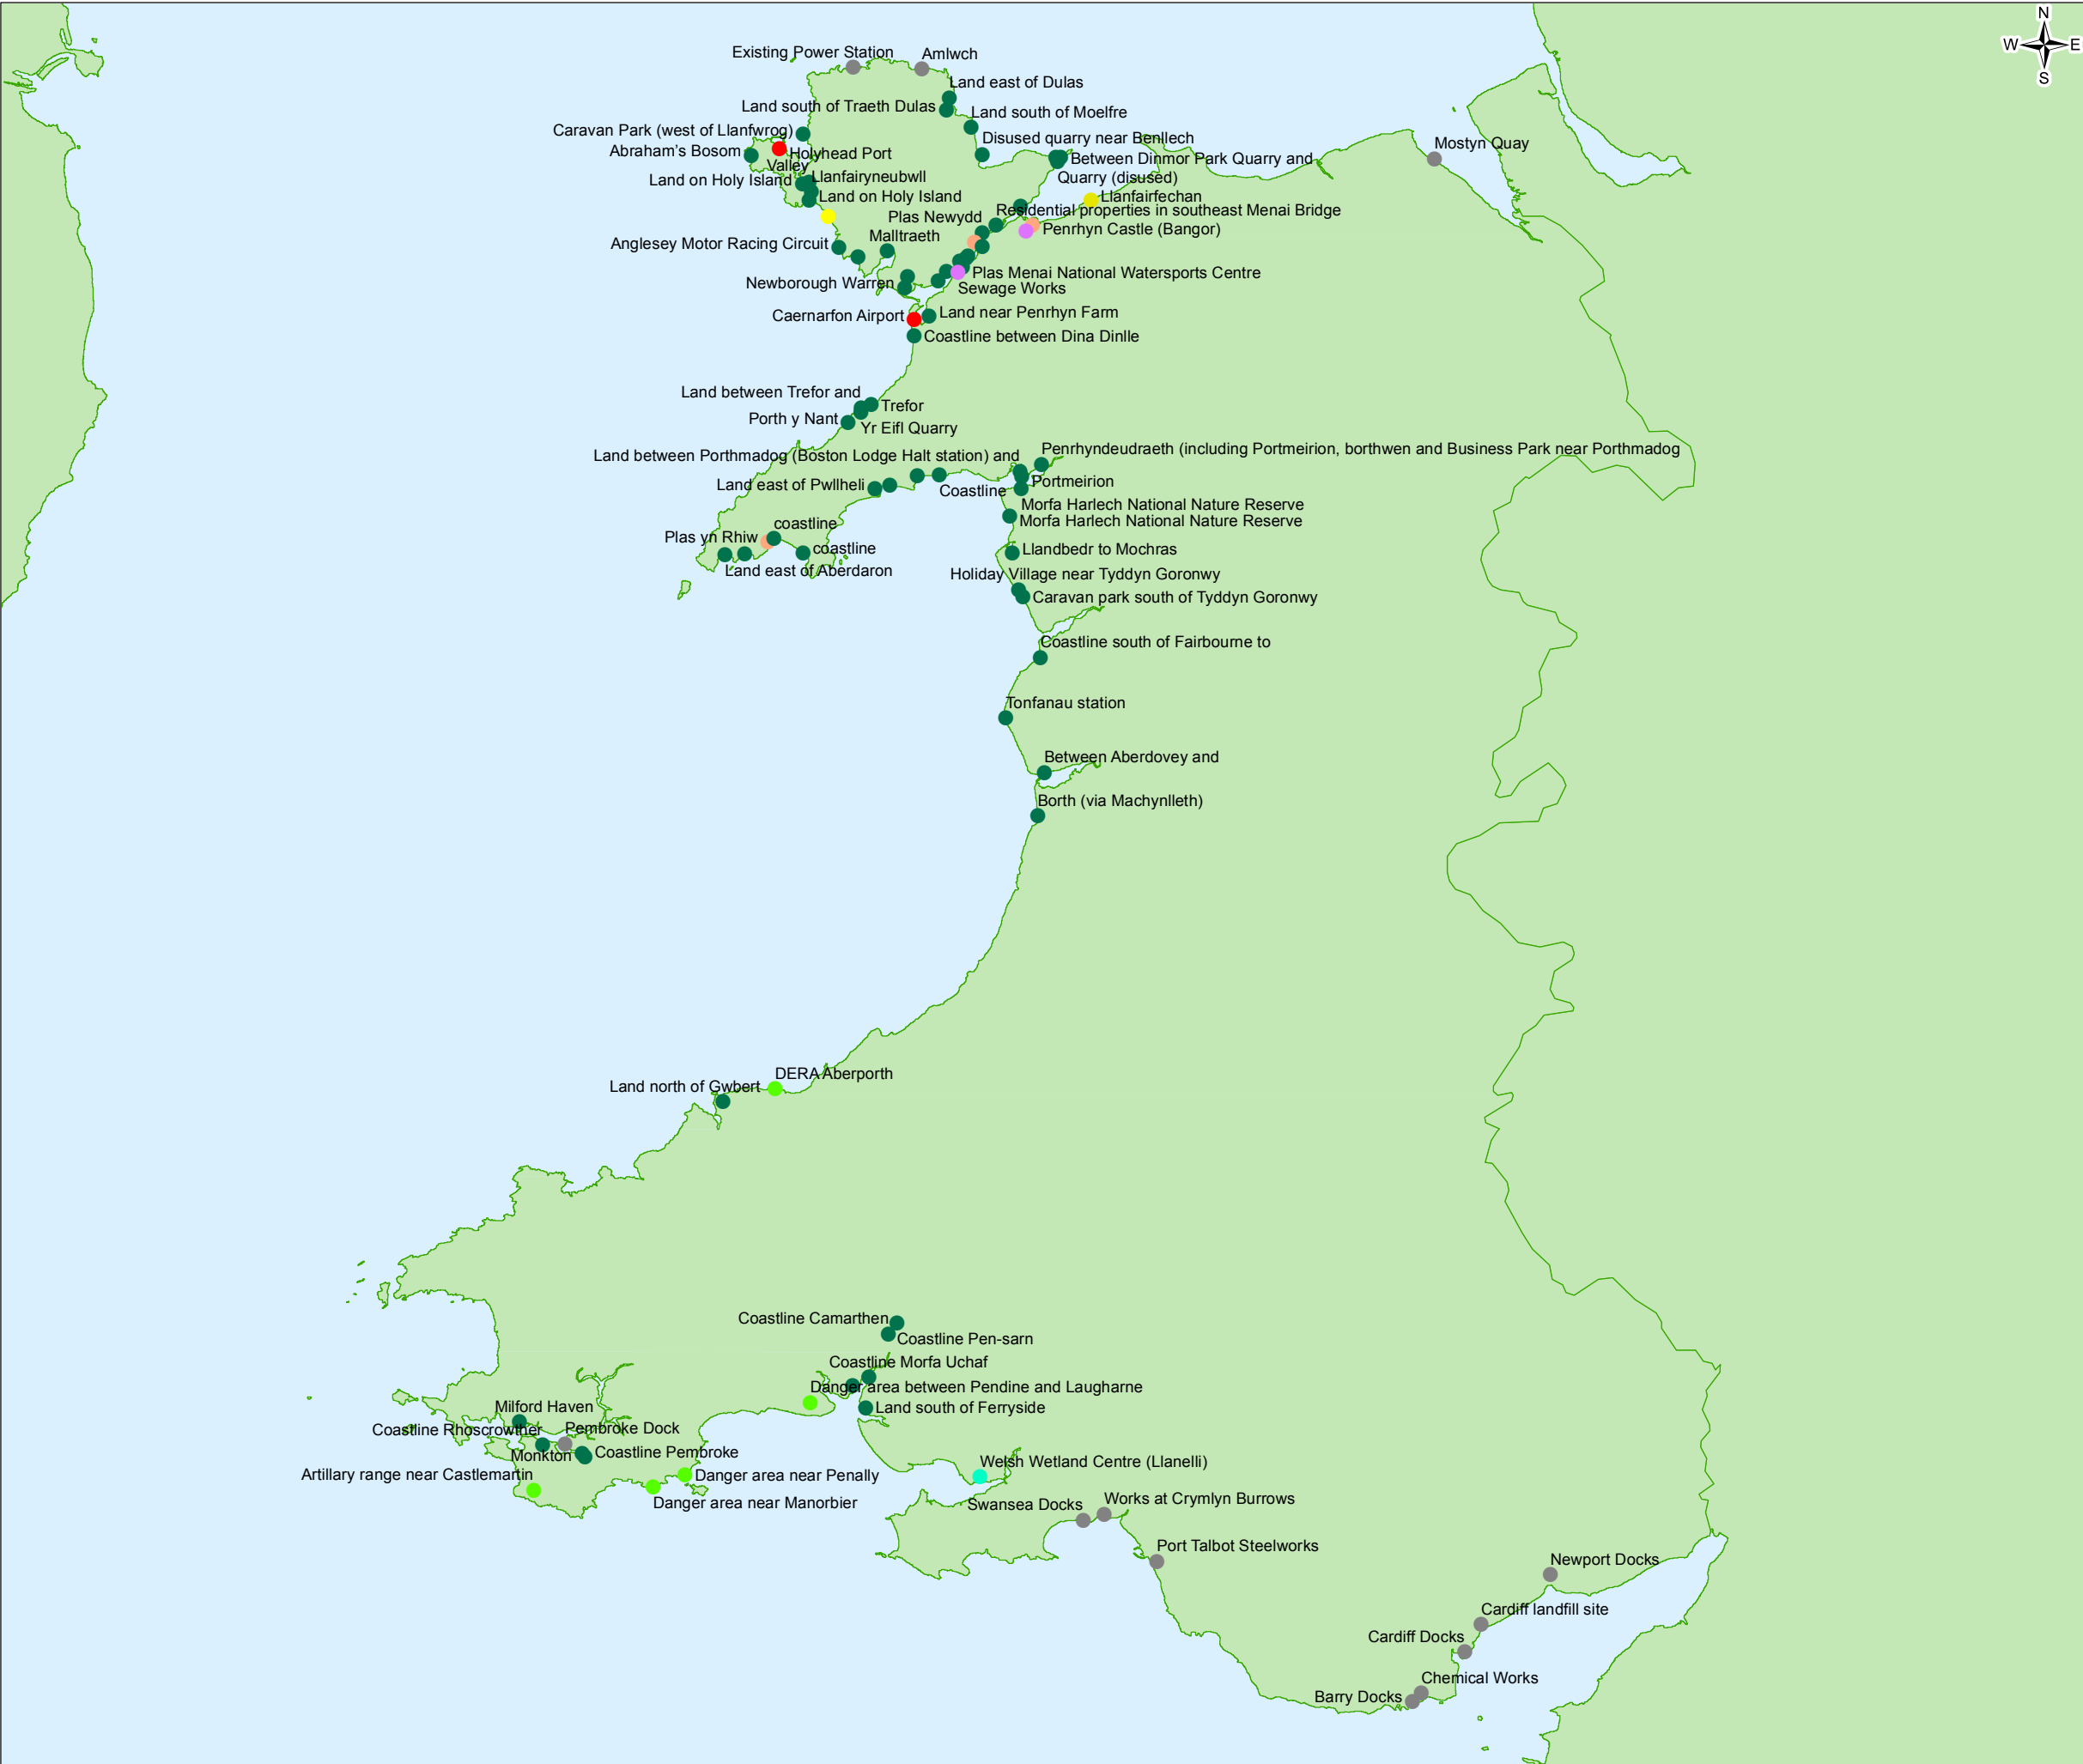 N
W E
S
Existing Power Station
Amlwch
Land east of Dulas
Land south of Traeth Dulas
Land south of Moelfre
Caravan Park (west of Llanfwrog)
Disused quarry near Benllech
Mostyn Quay
Abraham's Bosom
Holyhead Port
Between Dinmor Park Quarry and
Valley
Quarry (disused)
Land on Holy Island
Llanfairyneubwll
Land on Holy Island
Llanfairfechan
Residential properties in southeast Menai Bridge
Plas Newydd
Penrhyn Castle (Bangor)
Malltraeth
Anglesey Motor Racing Circuit
Plas Menai National Watersports Centre
Newborough Warren
Sewage Works
Caernarfon Airport
Land near Penrhyn Farm
Coastline between Dina Dinlle
Land between Trefor and
Trefor
Porth y Nant
Yr Eifl Quarry
Penrhyndeudraeth (including Portmeirion, borthwen and Business Park near Porthmadog
Land between Porthmadog (Boston Lodge Halt station) and
Portmeirion
Land east of Pwllheli
Coastline
Morfa Harlech National Nature Reserve
Morfa Harlech National Nature Reserve
coastline
Plas yn Rhiw
coastline
Llandbedr to Mochras
Land east of Aberdaron
Holiday Village near Tyddyn Goronwy
Caravan park south of Tyddyn Goronwy
Coastline south of Fairbourne to
Tonfanau station
Between Aberdovey and
Borth (via Machynlleth)
DERA Aberporth
Land north of Gwbert
Coastline Camarthen
Coastline Pen-sarn
Coastline Morfa Uchaf
Danger area between Pendine and Laugharne
Milford Haven
Land south of Ferryside
Coastline Rhoscrowther
Pembroke Dock
Monkton
Coastline Pembroke
Welsh Wetland Centre (Llanelli)
Artillary range near Castlemartin
Danger area near Penally
Danger area near Manorbier
Swansea Docks
Works at Crymlyn Burrows
Port Talbot Steelworks
Newport Docks
Cardiff landfill site
Cardiff Docks
Chemical Works
Barry Docks